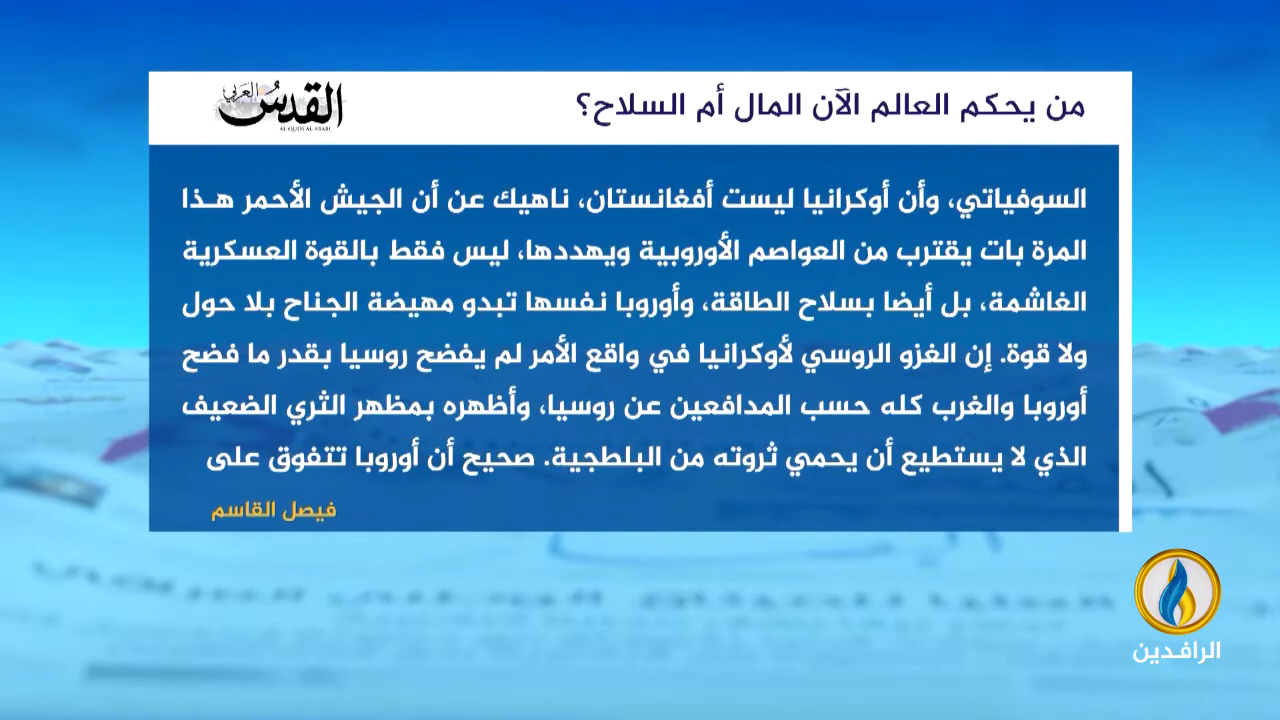 القدس العربي
AL-QUDS AL-ARABI
من يحكم العالم الآن المال أم السلاح؟
السوفياتي، وأن أوكرانيا ليست أفغانستان، ناهيك عن أن الجيش الأحمر هـذا
المرة بات يقترب من العواصم الأوروبية ويهددها، ليس فقط بالقوة العسكرية
الغاشمة، بل أيضا بسلاح الطاقة، وأوروبا نفسها تبدو مهيضة الجناح بلا حول
ولا قوة. إن الغزو الروسي لأوكرانيا في واقع الأمر لم يفضح روسيا بقدر ما فضح
أوروبا والغرب كله حسب المدافعين عن روسيا، وأظهره بمظهر الثري الضعيف
الذي لا يستطيع أن يحمي ثروته من البلطجية. صحيح أن أوروبا تتفوق على
فيصل القاسم
الرافـدين